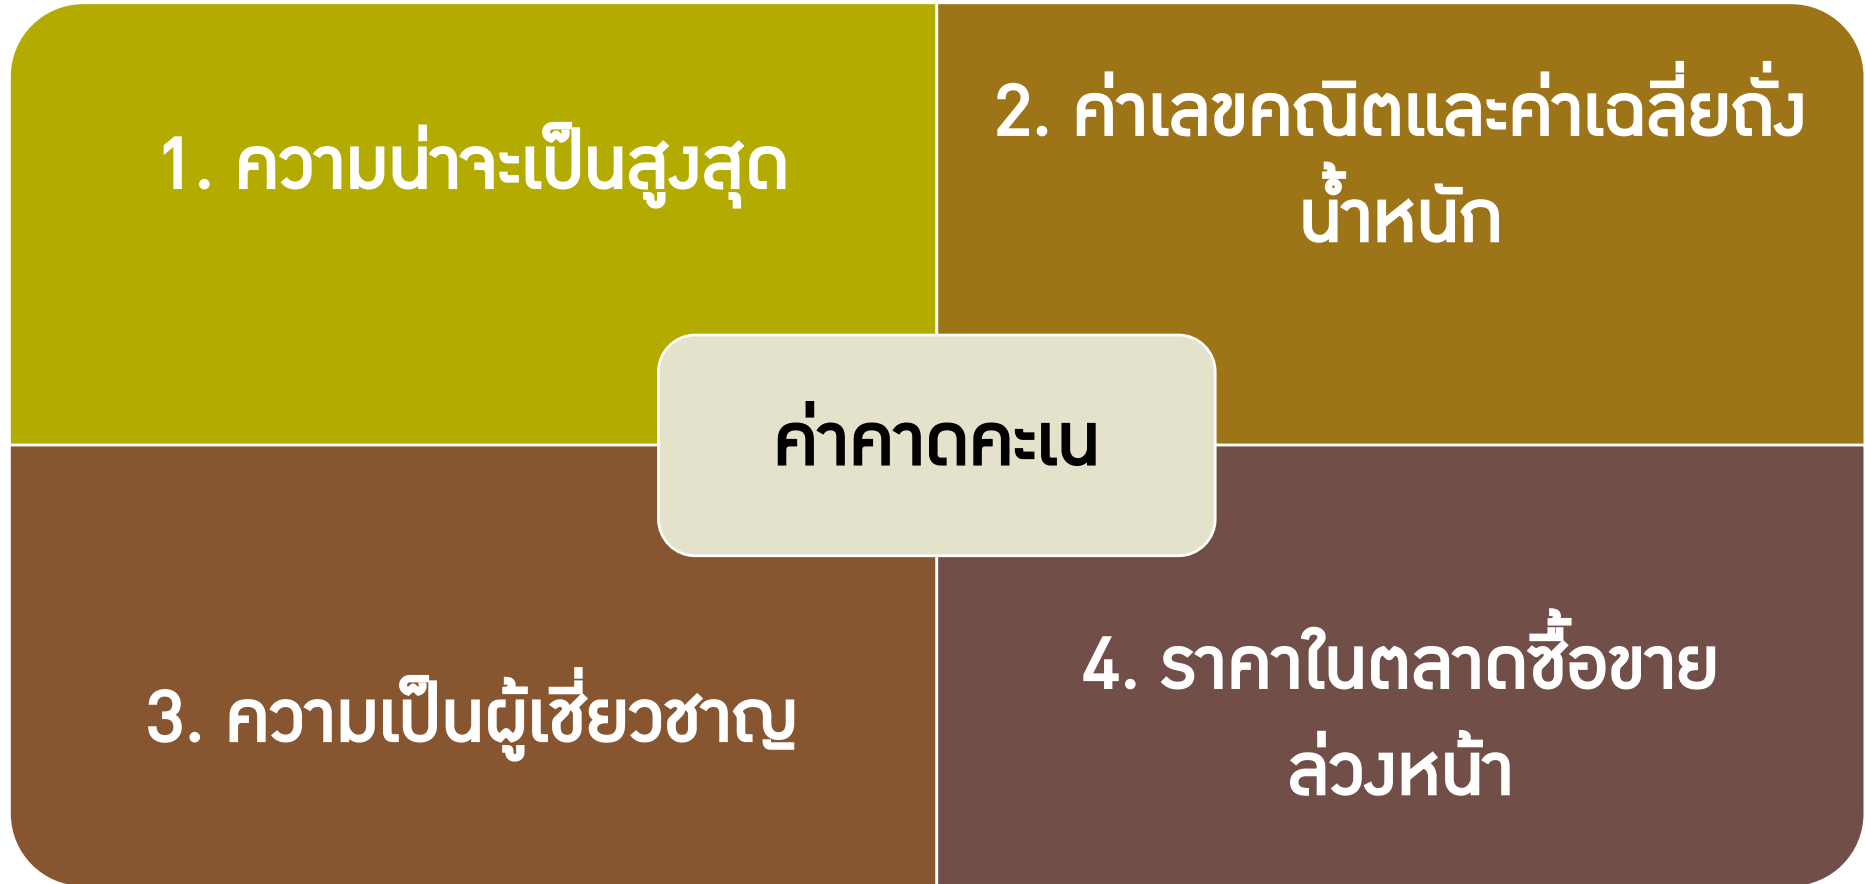 1. ความน่าจะเป็นสูงสุด
2. ค่าเลขคณิตและค่าเฉลี่ยถั่ง
น้ำหนัก
ค่าคาดคะเน
3. ความเป็นผู้เชี่ยวชาญ
4. ราคาในตลาดซื้อขาย
ล่วงหน้า